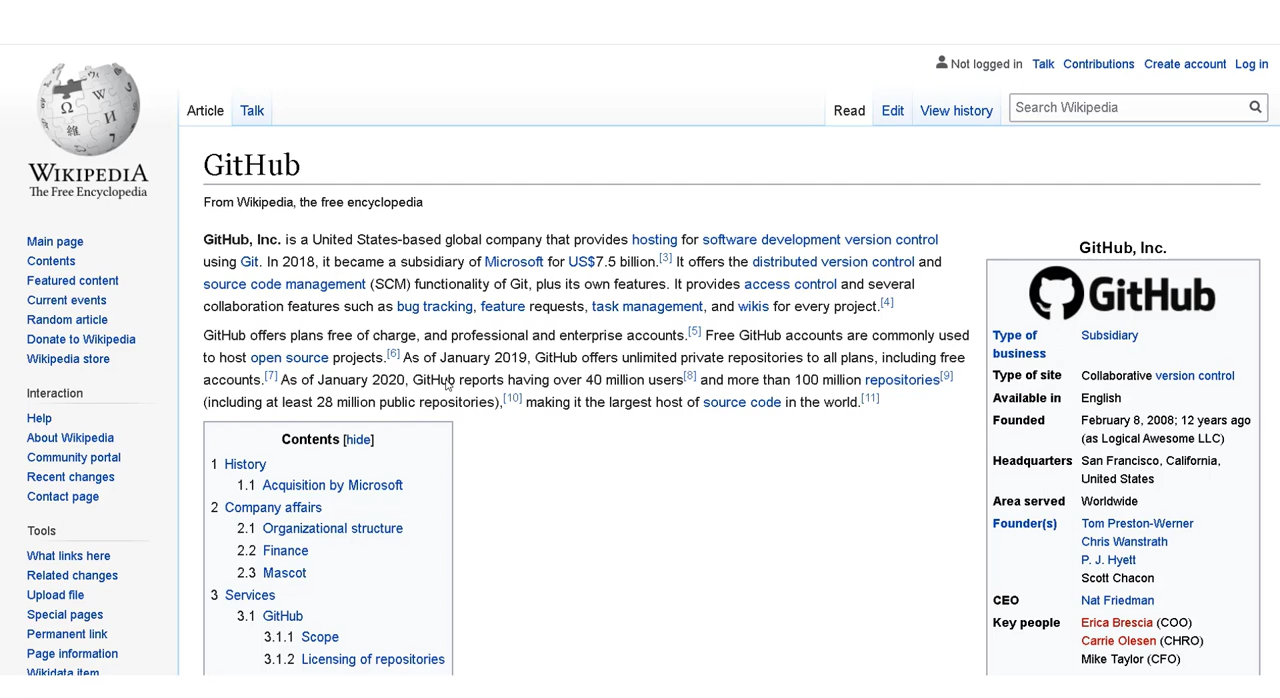 Not logged in Talk Contributions Create account Log in
Article Talk
Read Edit View history Search Wikipedia
WIKIPEDIA
The Free Encyclopedia
Main page
Contents
Featured content
Current events
Random article
Donate to Wikipedia
Wikipedia store
Interaction
Help
About Wikipedia
Community portal
Recent changes
Contact page
Tools
What links here
Related changes
Upload file
Special pages
Permanent link
Page information
Wikidata item
GitHub
From Wikipedia, the free encyclopedia
GitHub, Inc. is a United States-based global company that provides hosting for software development version control
using Git. In 2018, it became a subsidiary of Microsoft for US$7.5 billion.[3] It offers the distributed version control and
source code management (SCM) functionality of Git, plus its own features. It provides access control and several
collaboration features such as bug tracking, feature requests, task management, and wikis for every project.[4]
GitHub offers plans free of charge, and professional and enterprise accounts.[5] Free GitHub accounts are commonly used
to host open source projects.[6] As of January 2019, GitHub offers unlimited private repositories to all plans, including free
accounts.[7] As of January 2020, GitHub reports having over 40 million users[8] and more than 100 million repositories[9]
(including at least 28 million public repositories),[10] making it the largest host of source code in the world.[11]
Contents [hide]
1 History
1.1 Acquisition by Microsoft
2 Company affairs
2.1 Organizational structure
2.2 Finance
2.3 Mascot
3 Services
3.1 GitHub
3.1.1 Scope
3.1.2 Licensing of repositories
GitHub, Inc.
GitHub
Type of business Subsidiary
Type of site Collaborative version control
Available in English
Founded February 8, 2008; 12 years ago
(as Logical Awesome LLC)
Headquarters San Francisco, California,
United States
Area served Worldwide
Founder(s) Tom Preston-Werner
Chris Wanstrath
P. J. Hyett
Scott Chacon
CEO Nat Friedman
Key people Erica Brescia (COO)
Carrie Olesen (CHRO)
Mike Taylor (CFO)